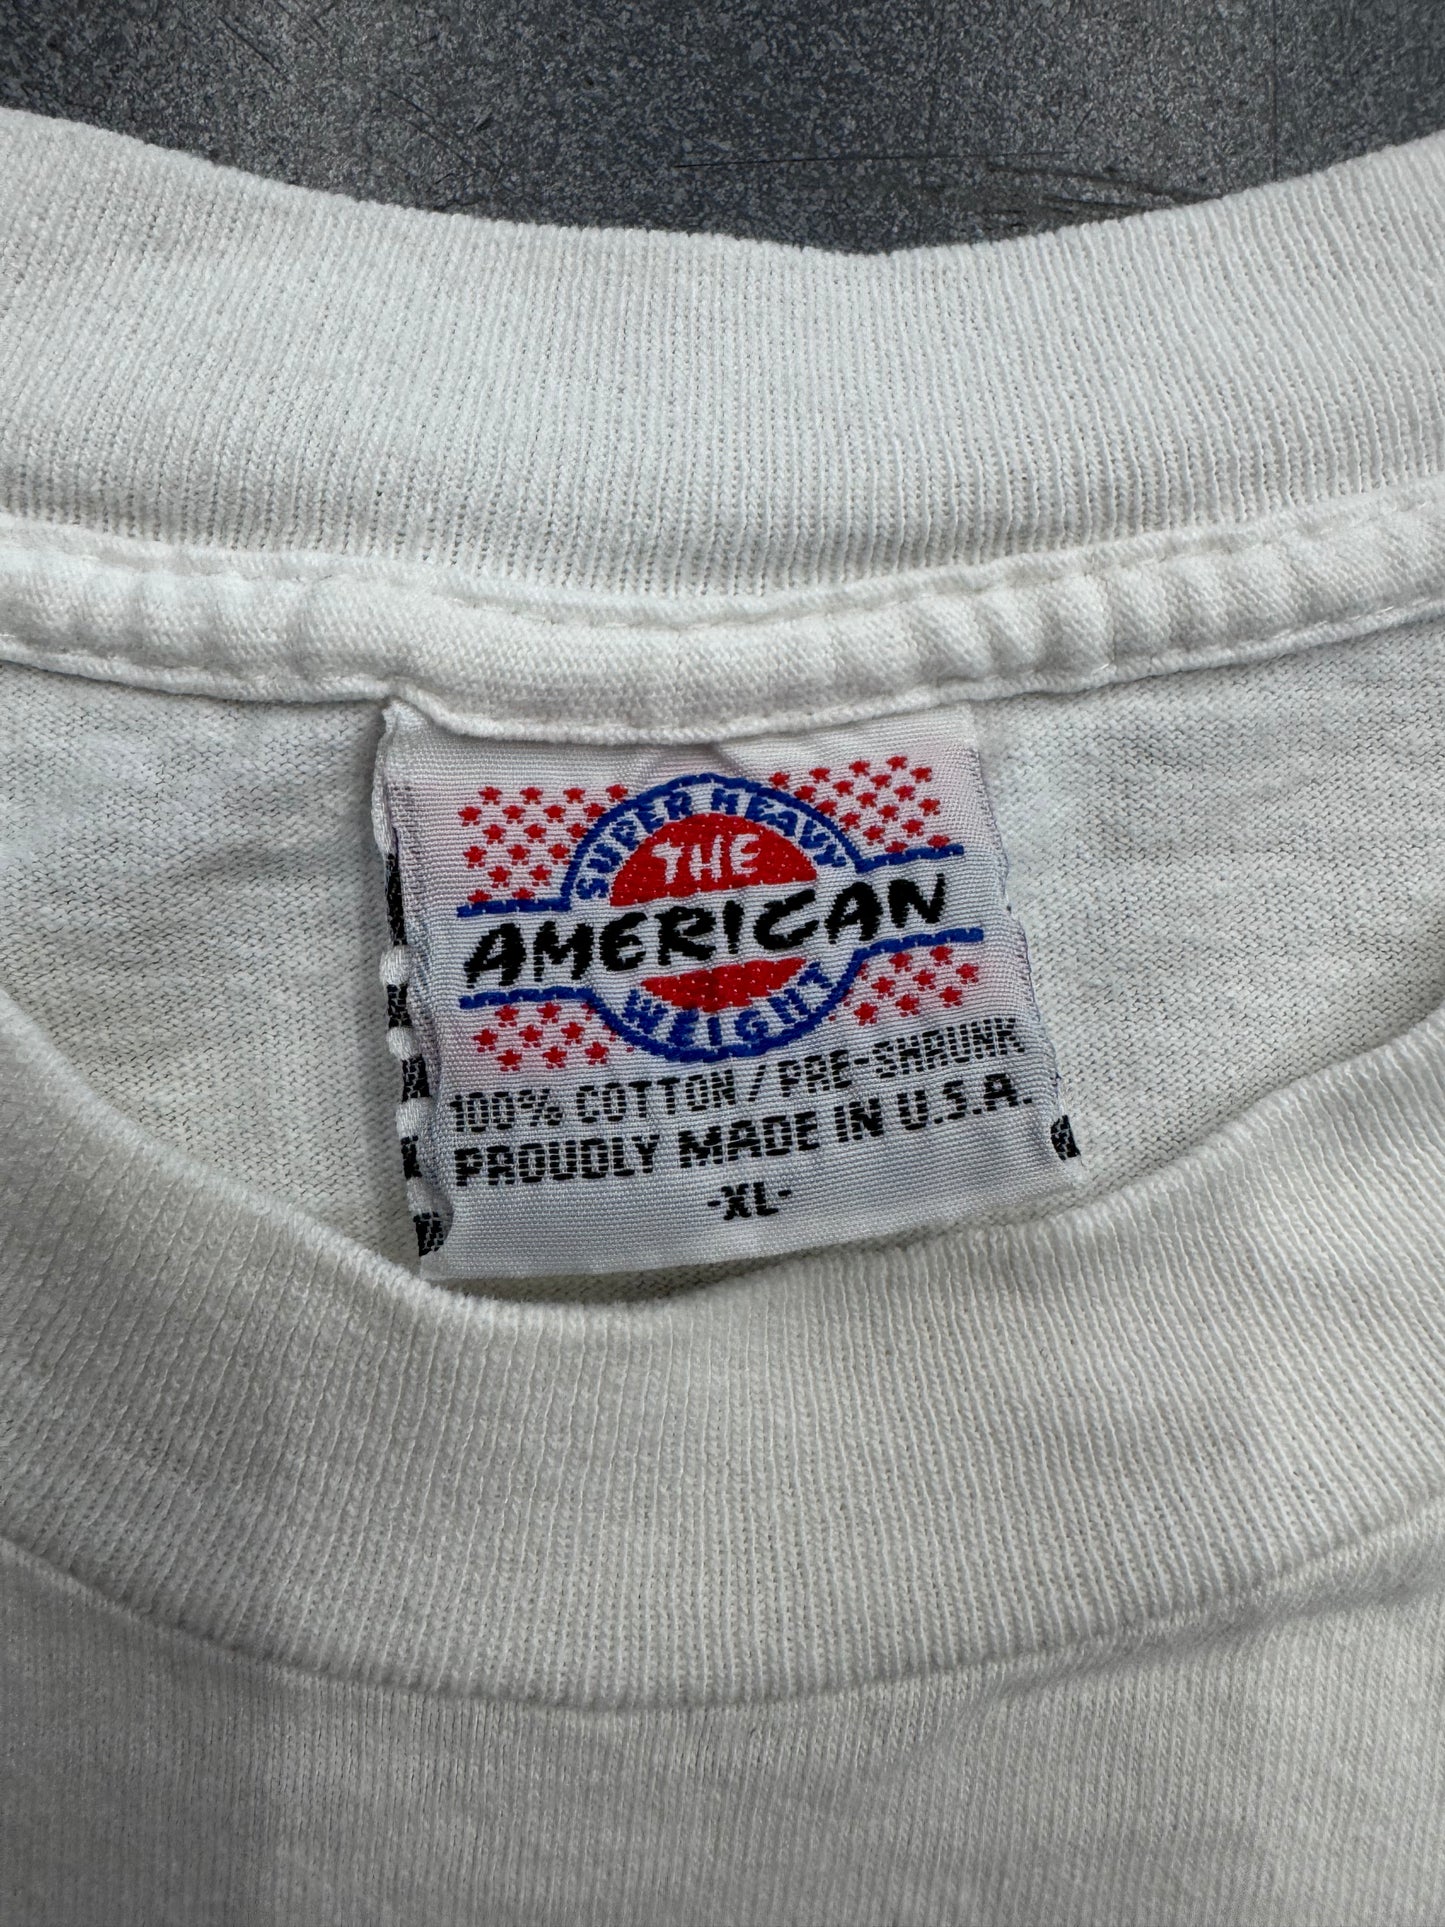 SUPER HEAVY
THE
AMERICAN
WEIGHT
100% COTTON / PRE-SHRUNK
PROUDLY MADE IN U.S.A.
-XL-